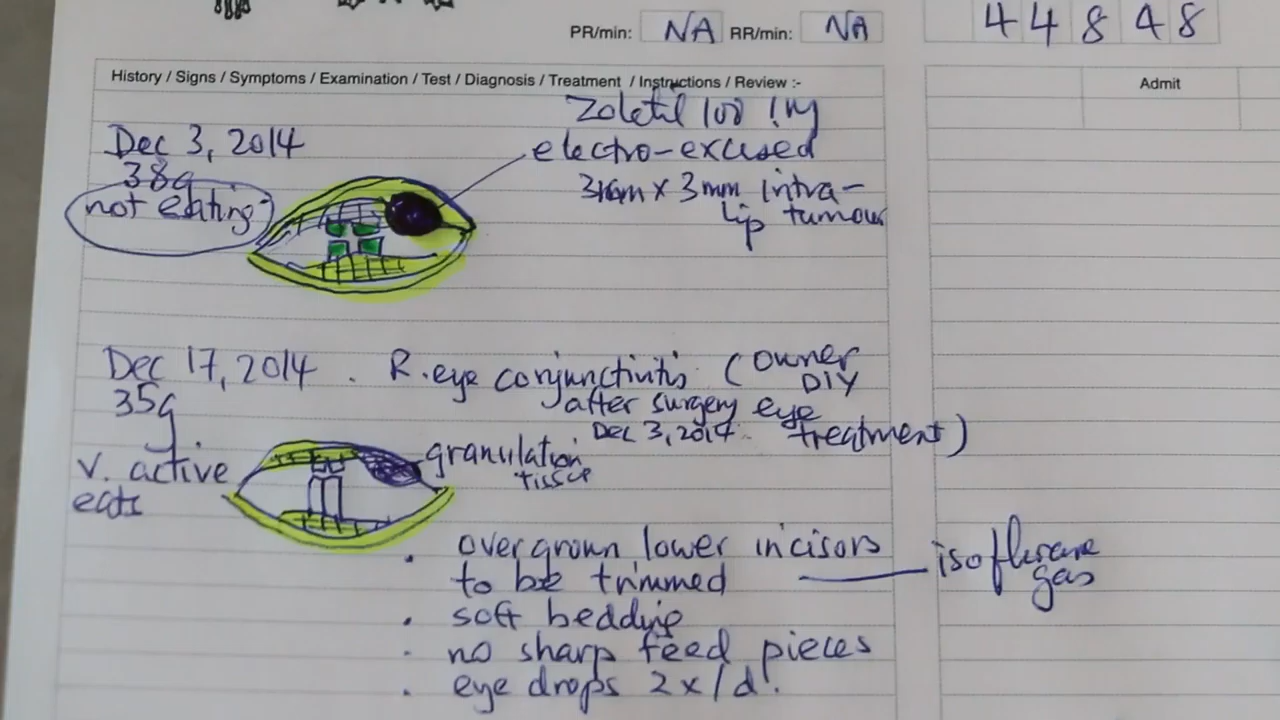 PR/min: NA RR/min: NA
44848
History / Signs / Symptoms / Examination / Test / Diagnosis / Treatment / Instructions / Review :-
Admit
Zoletil 100 IM
Dec 3, 2014
electro-excised
38g
3mm x 3mm intra-
not eating
lip tumour
Dec 17, 2014 . R. eye conjunctivitis (owner
DIY
35g
after surgery eye
Dec 3, 2014. treatment)
granulation
tissue
v. active
eats
. overgrown lower incisors
isoflurane
to be trimmed
gas
. soft bedding
. no sharp feed pieces
. eye drops 2x/d.